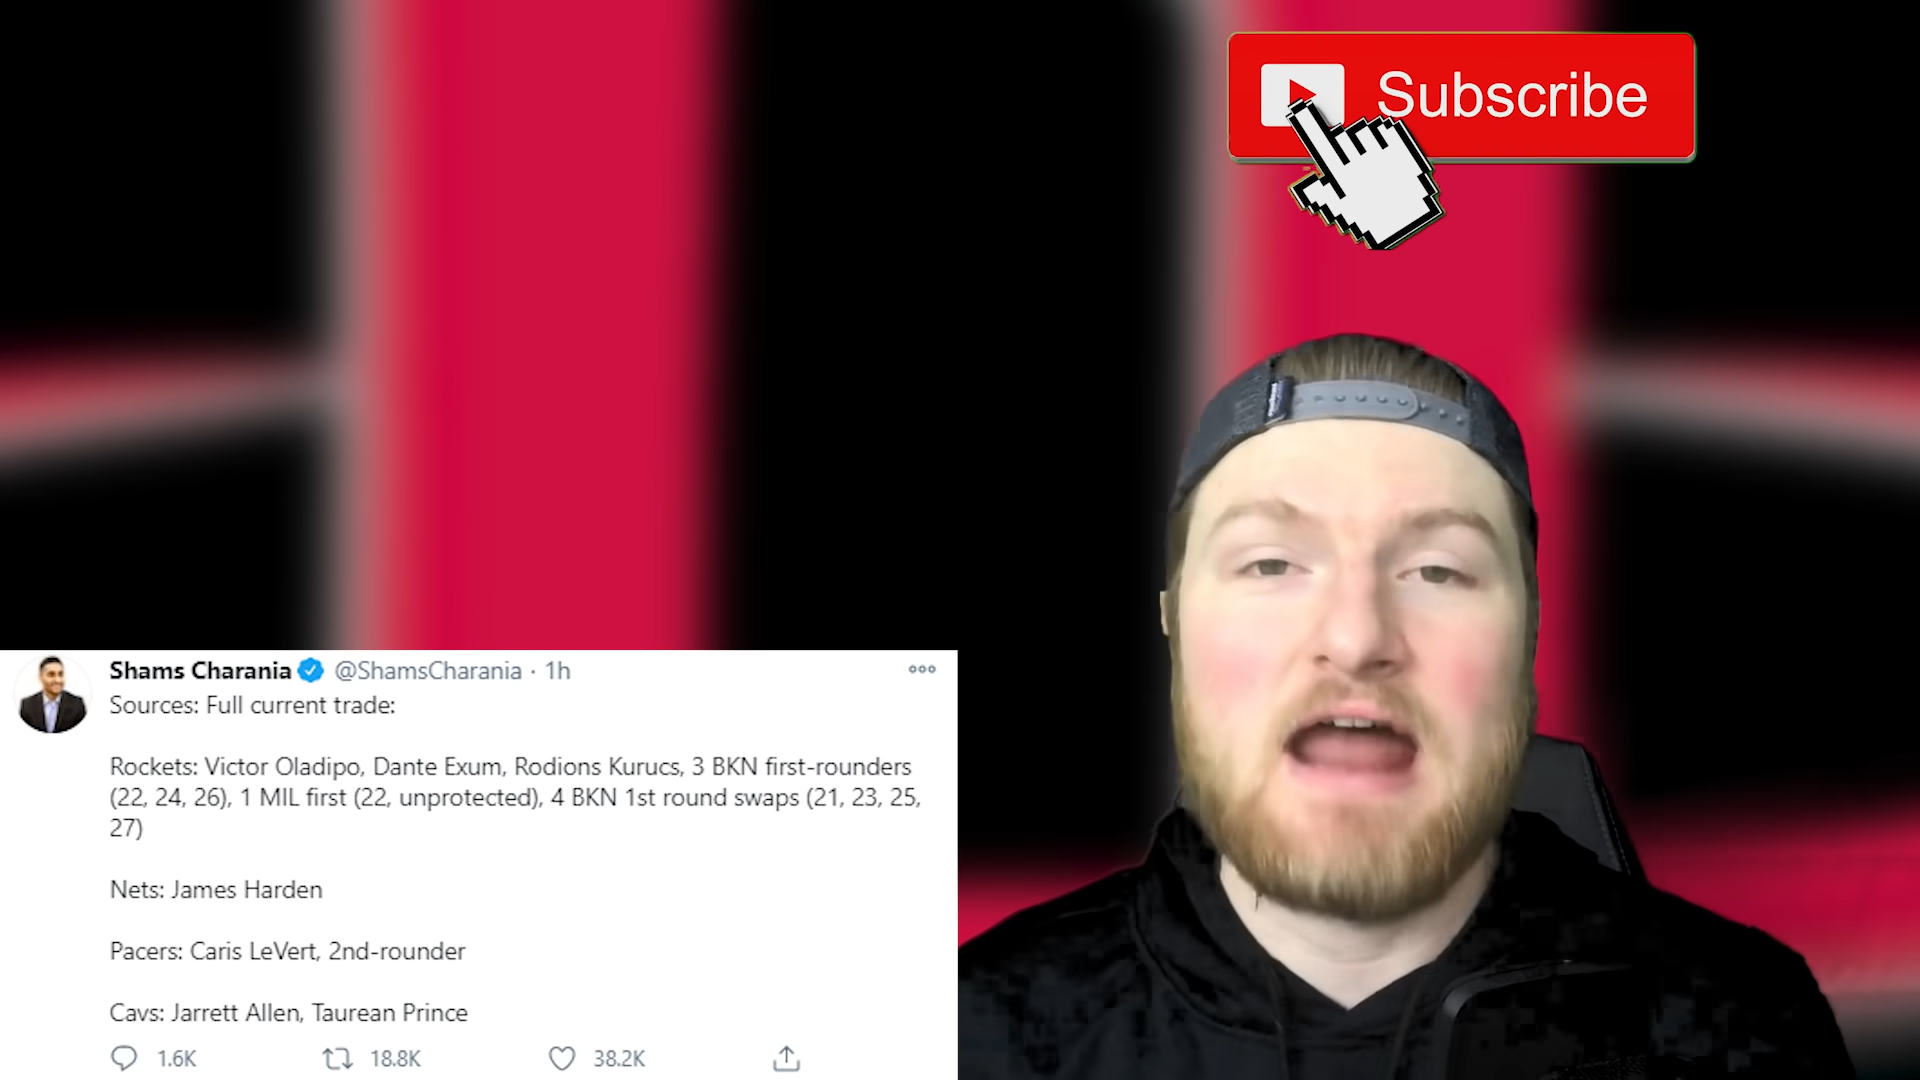 Subscribe
Shams Charania @ShamsCharania · 1h
Sources: Full current trade:
Rockets: Victor Oladipo, Dante Exum, Rodions Kurucs, 3 BKN first-rounders
(22, 24, 26), 1 MIL first (22, unprotected), 4 BKN 1st round swaps (21, 23, 25,
27)
Nets: James Harden
Pacers: Caris LeVert, 2nd-rounder
Cavs: Jarrett Allen, Taurean Prince
1.6K 18.8K 38.2K